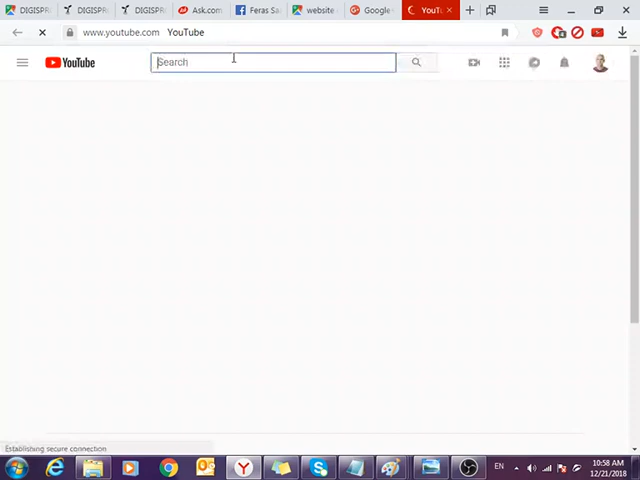 DIGISPRI DIGISPR DIGISPR Ask.com Feras Sa website Google YouTu
www.youtube.com YouTube
YouTube Search
Establishing secure connection
EN 10:58 AM
12/21/2018